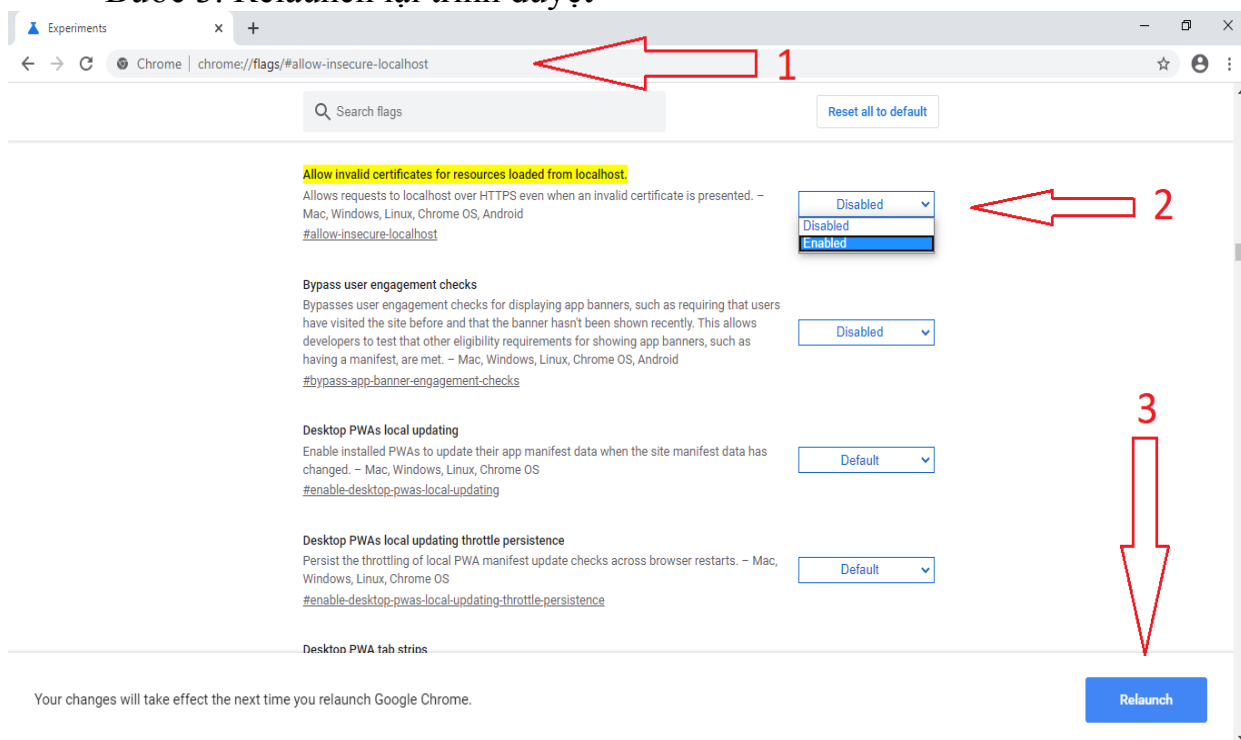 Bước 3: Relaunch lại trình duyệt
Experiments
Chrome | chrome://flags/#allow-insecure-localhost
1
Search flags
Reset all to default
Allow invalid certificates for resources loaded from localhost.
Allows requests to localhost over HTTPS even when an invalid certificate is presented. –
Mac, Windows, Linux, Chrome OS, Android
#allow-insecure-localhost
Disabled
Disabled
Enabled
2
Bypass user engagement checks
Bypasses user engagement checks for displaying app banners, such as requiring that users
have visited the site before and that the banner hasn't been shown recently. This allows
developers to test that other eligibility requirements for showing app banners, such as
having a manifest, are met. – Mac, Windows, Linux, Chrome OS, Android
#bypass-app-banner-engagement-checks
Disabled
Desktop PWAs local updating
Enable installed PWAs to update their app manifest data when the site manifest data has
changed. – Mac, Windows, Linux, Chrome OS
#enable-desktop-pwas-local-updating
Default
3
Desktop PWAs local updating throttle persistence
Persist the throttling of local PWA manifest update checks across browser restarts. – Mac,
Windows, Linux, Chrome OS
#enable-desktop-pwas-local-updating-throttle-persistence
Default
Desktop PWA tab strips
Your changes will take effect the next time you relaunch Google Chrome.
Relaunch